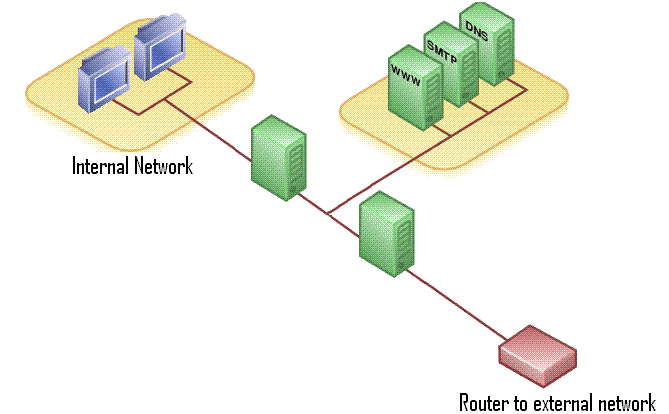 WWW
SMTP
DNS
Internal Network
Router to external network